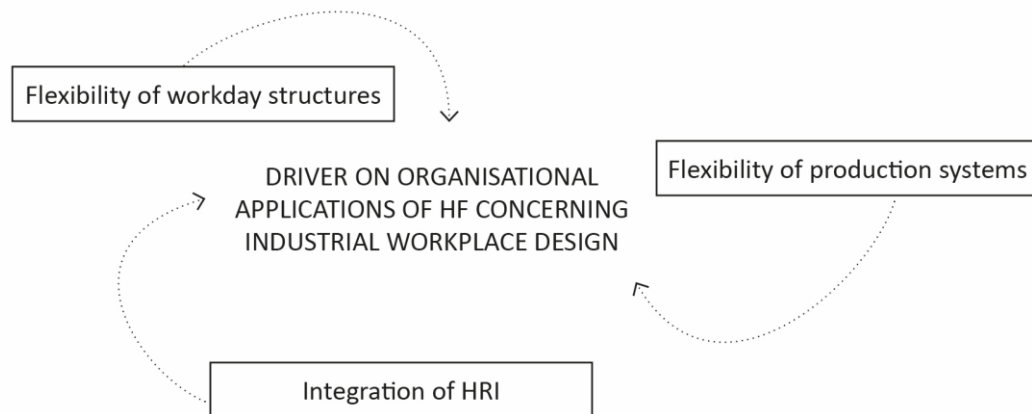 Flexibility of workday structures
Flexibility of production systems
DRIVER ON ORGANISATIONAL
APPLICATIONS OF HF CONCERNING
INDUSTRIAL WORKPLACE DESIGN
Integration of HRI